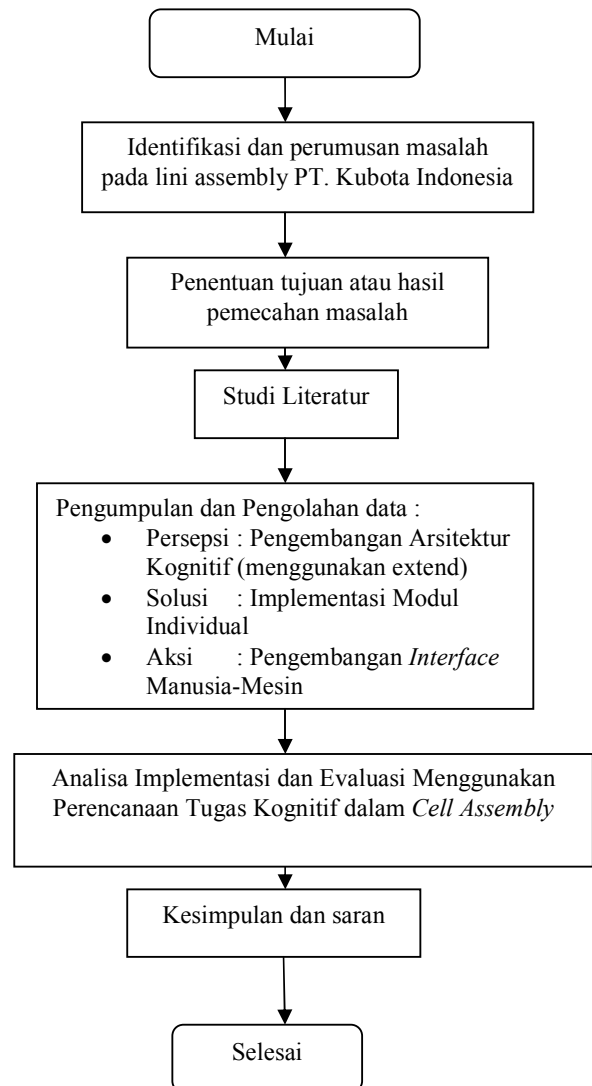 Mulai
Identifikasi dan perumusan masalah
pada lini assembly PT. Kubota Indonesia
Penentuan tujuan atau hasil
pemecahan masalah
Studi Literatur
Pengumpulan dan Pengolahan data :
• Persepsi : Pengembangan Arsitektur
Kognitif (menggunakan extend)
• Solusi : Implementasi Modul
Individual
• Aksi : Pengembangan Interface
Manusia-Mesin
Analisa Implementasi dan Evaluasi Menggunakan
Perencanaan Tugas Kognitif dalam Cell Assembly
Kesimpulan dan saran
Selesai